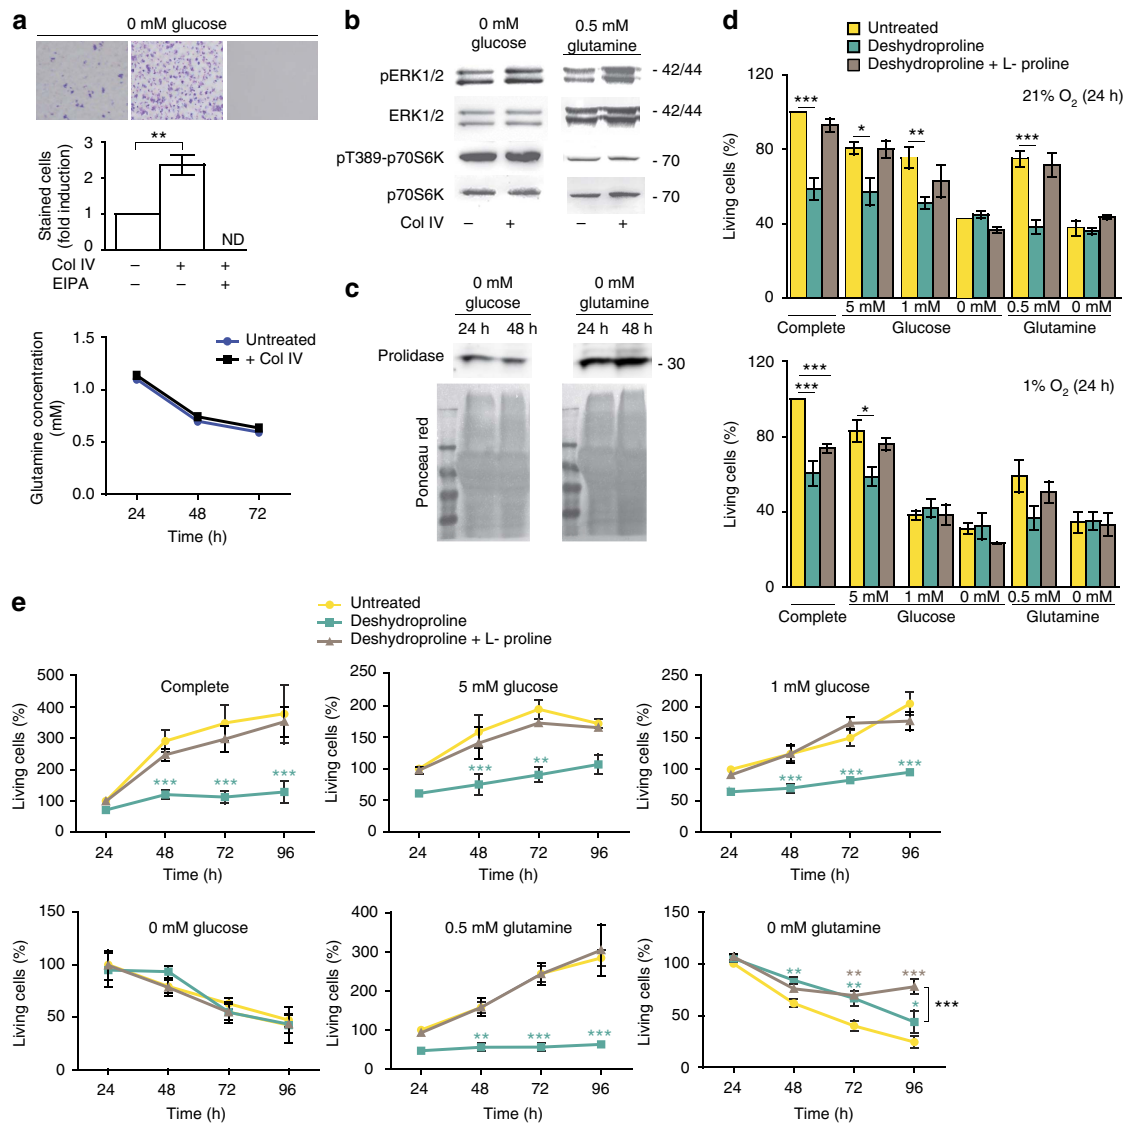 a
0 mM glucose
Stained cells
(fold induction)
3
2
1
0
**
ND
Col IV – + +
EIPA – – +
Glutamine concentration
(mM)
1.5
1.0
0.5
0.0
Untreated
+ Col IV
24 48 72
Time (h)
b
0 mM
glucose
0.5 mM
glutamine
pERK1/2 - 42/44
ERK1/2 - 42/44
pT389-p70S6K - 70
p70S6K - 70
Col IV – + – +
c
0 mM
glucose
0 mM
glutamine
24 h 48 h 24 h 48 h
Prolidase - 30
Ponceau red
d
Untreated
Deshydroproline
Deshydroproline + L- proline
21% O2 (24 h)
Living cells (%)
120
80
40
0
*** * ** ***
5 mM 1 mM 0 mM 0.5 mM 0 mM
Complete Glucose Glutamine
1% O2 (24 h)
Living cells (%)
120
80
40
0
***
***
*
5 mM 1 mM 0 mM 0.5 mM 0 mM
Complete Glucose Glutamine
e
Untreated
Deshydroproline
Deshydroproline + L- proline
Complete
Living cells (%)
500
400
300
200
100
0
*** *** ***
24 48 72 96
Time (h)
5 mM glucose
Living cells (%)
250
200
150
100
50
0
*** **
24 48 72 96
Time (h)
1 mM glucose
Living cells (%)
250
200
150
100
50
0
*** *** ***
24 48 72 96
Time (h)
0 mM glucose
Living cells (%)
150
100
50
0
24 48 72 96
Time (h)
0.5 mM glutamine
Living cells (%)
400
300
200
100
0
** *** ***
24 48 72 96
Time (h)
0 mM glutamine
Living cells (%)
150
100
50
0
** ** ***
**
*
***
24 48 72 96
Time (h)